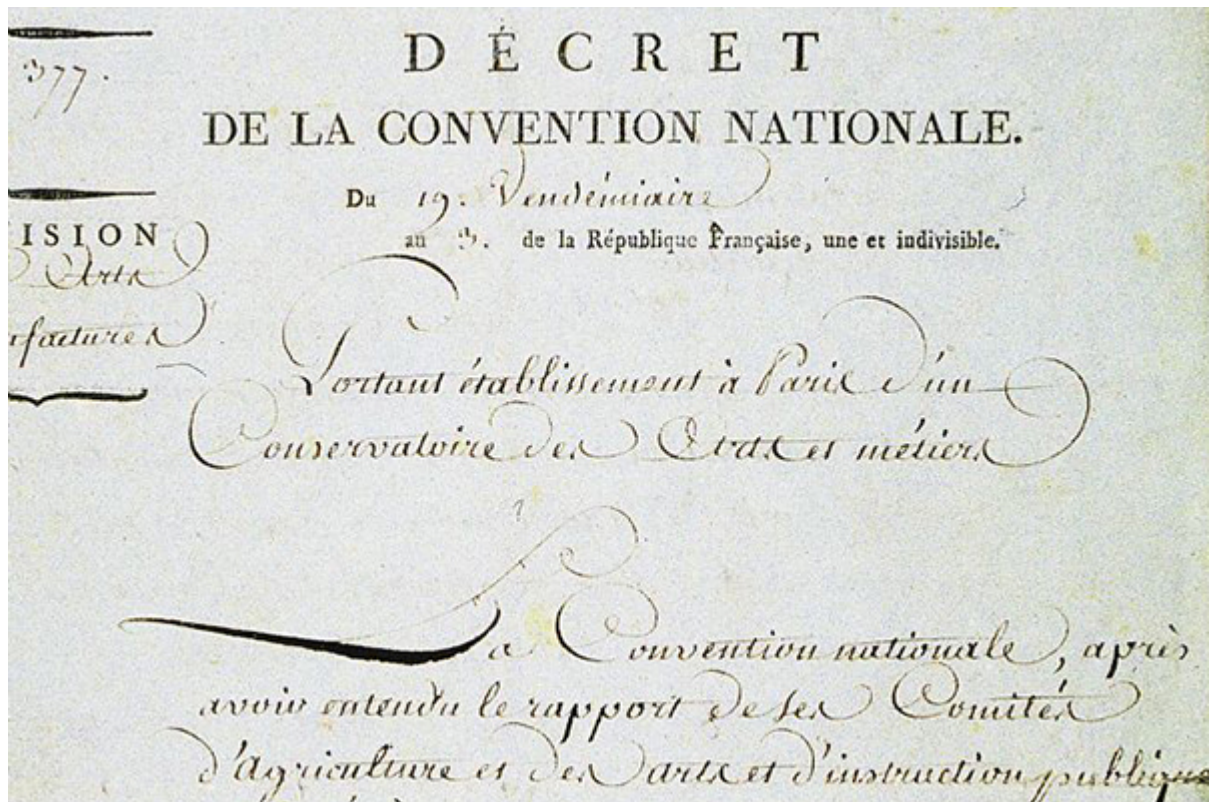 377.
DÉCRET
DE LA CONVENTION NATIONALE.
Du 19. Vendémiaire
an 3. de la République Française, une et indivisible.
ISION
Arts
factures
Portant établissement à Paris d'un
Conservatoire des Arts et métiers
La Convention nationale, après
avoir entendu le rapport de ses Comités
d'Agriculture et des arts et d'instruction publique